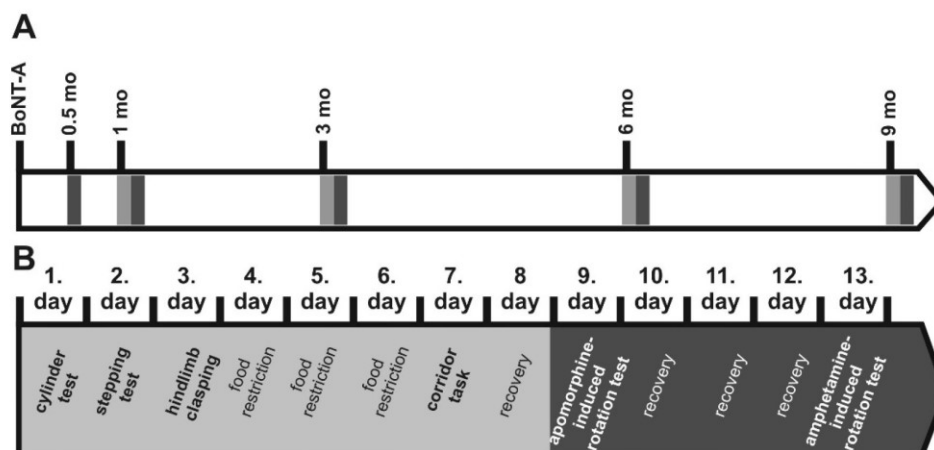 A
BoNT-A
0.5 mo
1 mo
3 mo
6 mo
9 mo
B
1.
day
2.
day
3.
day
4.
day
5.
day
6.
day
7.
day
8
day
9.
day
10.
day
11.
day
12.
day
13.
day
cylinder
test
stepping
test
hindlimb
clasping
food
restriction
food
restriction
food
restriction
corridor
task
recovery
apomorphine-
induced
rotation test
recovery
recovery
recovery
amphetamine-
induced
rotation test